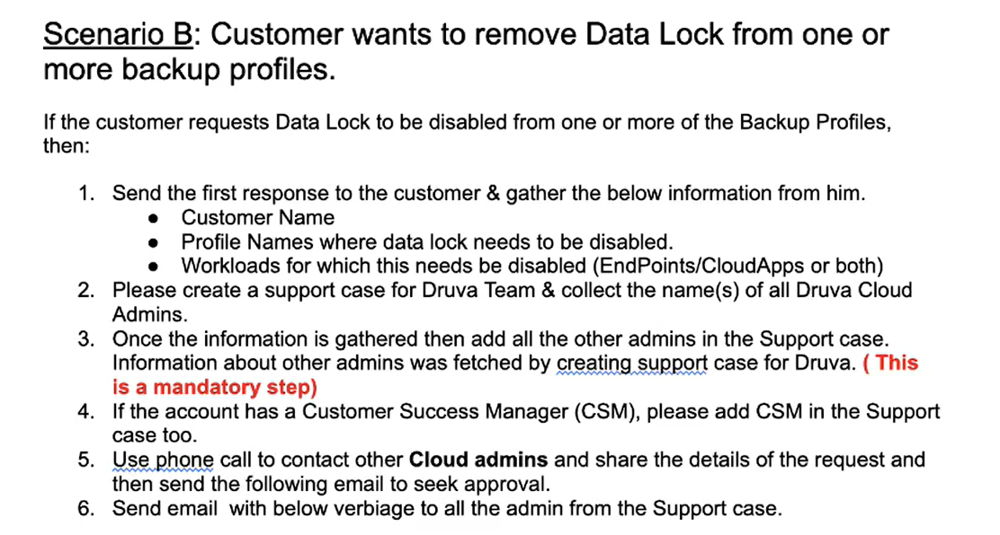 Scenario B: Customer wants to remove Data Lock from one or
more backup profiles.
If the customer requests Data Lock to be disabled from one or more of the Backup Profiles,
then:
1. Send the first response to the customer & gather the below information from him.
● Customer Name
● Profile Names where data lock needs to be disabled.
● Workloads for which this needs be disabled (EndPoints/CloudApps or both)
2. Please create a support case for Druva Team & collect the name(s) of all Druva Cloud
Admins.
3. Once the information is gathered then add all the other admins in the Support case.
Information about other admins was fetched by creating support case for Druva. ( This
is a mandatory step)
4. If the account has a Customer Success Manager (CSM), please add CSM in the Support
case too.
5. Use phone call to contact other Cloud admins and share the details of the request and
then send the following email to seek approval.
6. Send email  with below verbiage to all the admin from the Support case.